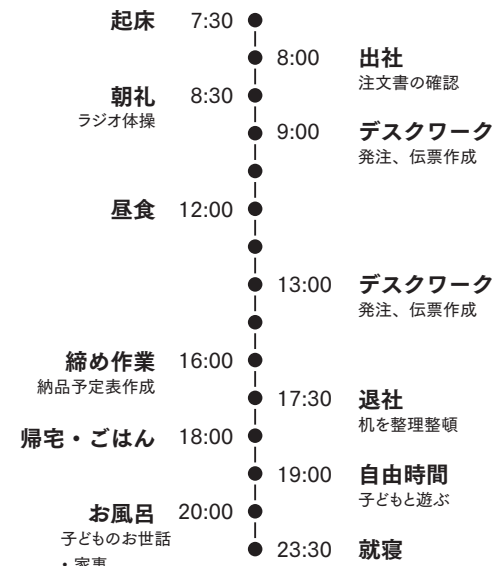 起床 7:30
8:00 出社
注文書の確認
朝礼 8:30
ラジオ体操
9:00 デスクワーク
発注、伝票作成
昼食 12:00
13:00 デスクワーク
発注、伝票作成
締め作業 16:00
納品予定表作成
17:30 退社
机を整理整頓
帰宅・ごはん 18:00
19:00 自由時間
子どもと遊ぶ
お風呂 20:00
子どものお世話
・家事
23:30 就寝